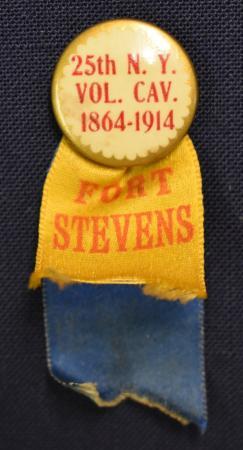 25th N. Y.
VOL. CAV.
1864-1914
FORT
STEVENS